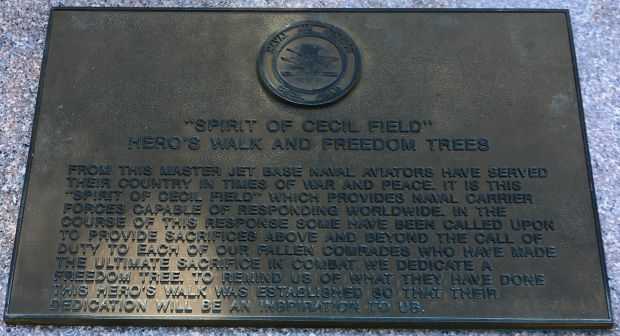 "SPIRIT OF CECIL FIELD"
HERO'S WALK AND FREEDOM TREES
FROM THIS MASTER JET BASE NAVAL AVIATORS HAVE SERVED
THEIR COUNTRY IN TIMES OF WAR AND PEACE. IT IS THIS
"SPIRIT OF CECIL FIELD" WHICH PROVIDES NAVAL CARRIER
FORCES CAPABLE OF RESPONDING WORLDWIDE. IN THE
COURSE OF THIS RESPONSE SOME HAVE BEEN CALLED UPON
TO PROVIDE SACRIFICES ABOVE AND BEYOND THE CALL OF
DUTY TO EACH OF OUR FALLEN COMRADES WHO HAVE MADE
THE ULTIMATE SACRIFICE IN COMBAT, WE DEDICATE A
FREEDOM TREE. TO REMIND US OF WHAT THEY HAVE DONE
THIS HERO'S WALK WAS ESTABLISHED SO THAT THEIR
DEDICATION WILL BE AN INSPIRATION TO US.